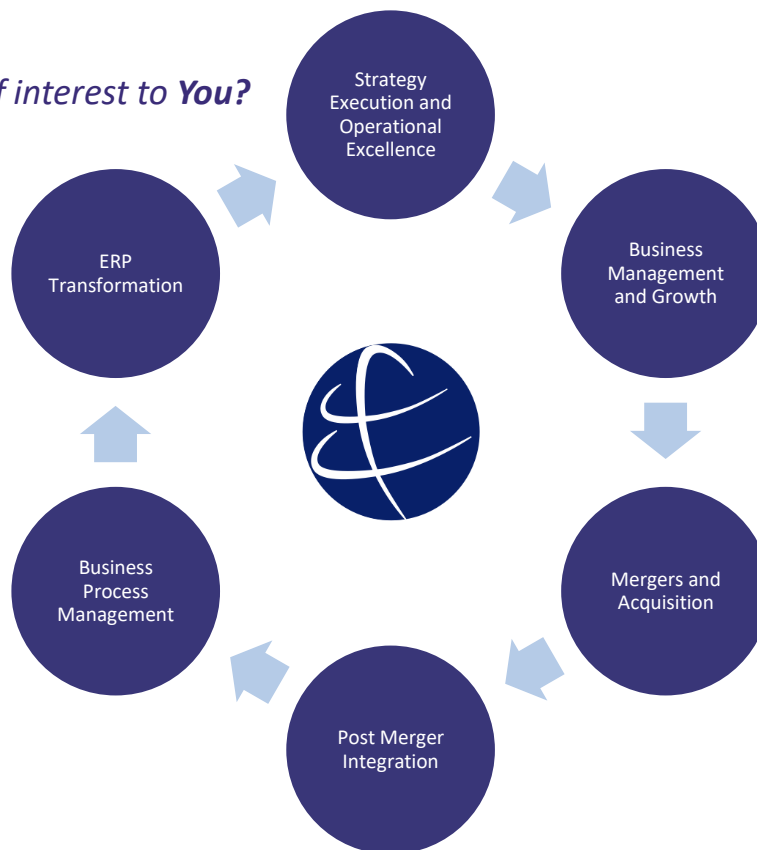 interest to You?
Strategy
Execution and
Operational
Excellence
Business
Management
and Growth
Mergers and
Acquisition
Post Merger
Integration
Business
Process
Management
ERP
Transformation